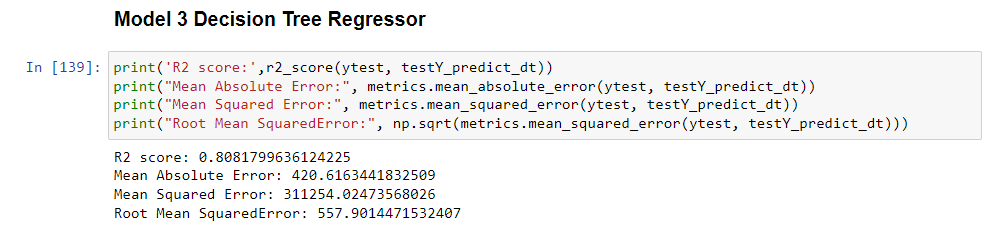 Model 3 Decision Tree Regressor
In [139]: print('R2 score:',r2_score(ytest, testY_predict_dt))
print("Mean Absolute Error:", metrics.mean_absolute_error(ytest, testY_predict_dt))
print("Mean Squared Error:", metrics.mean_squared_error(ytest, testY_predict_dt))
print("Root Mean SquaredError:", np.sqrt(metrics.mean_squared_error(ytest, testY_predict_dt)))
R2 score: 0.8081799636124225
Mean Absolute Error: 420.6163441832509
Mean Squared Error: 311254.02473568026
Root Mean SquaredError: 557.9014471532407